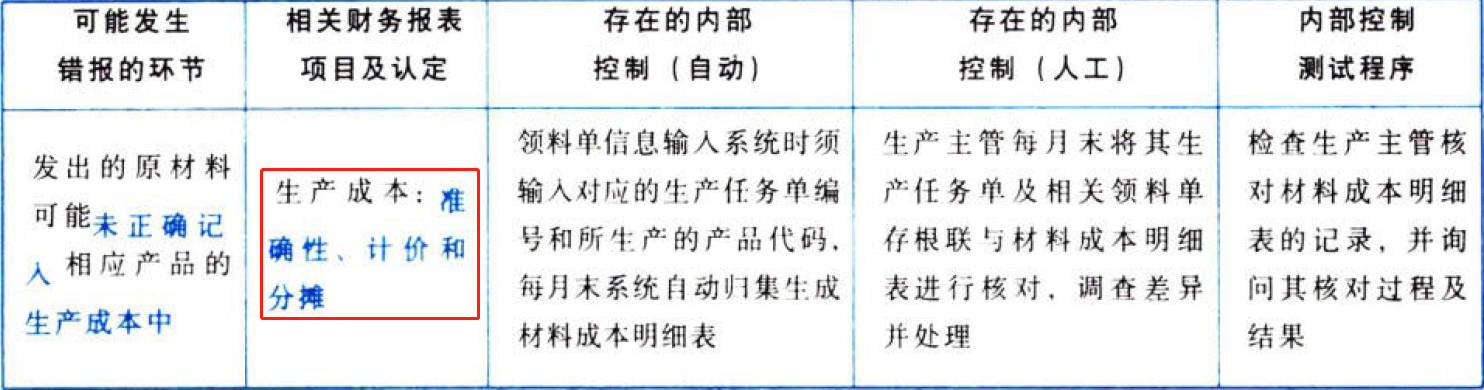 可能发生
错报的环节
相关财务报表
项目及认定
存在的内部
控制（自动）
存在的内部
控制（人工）
内部控制
测试程序
发出的原材料
可能未正确记
入相应产品的
生产成本中
生产成本：准
确性、计价和
分摊
领料单信息输入系统时须
输入对应的生产任务单编
号和所生产的产品代码，
每月末系统自动归集生成
材料成本明细表
生产主管每月末将其生
产任务单及相关领料单
存根联与材料成本明细
表进行核对，调查差异
并处理
检查生产主管核
对材料成本明细
表的记录，并询
问其核对过程及
结果